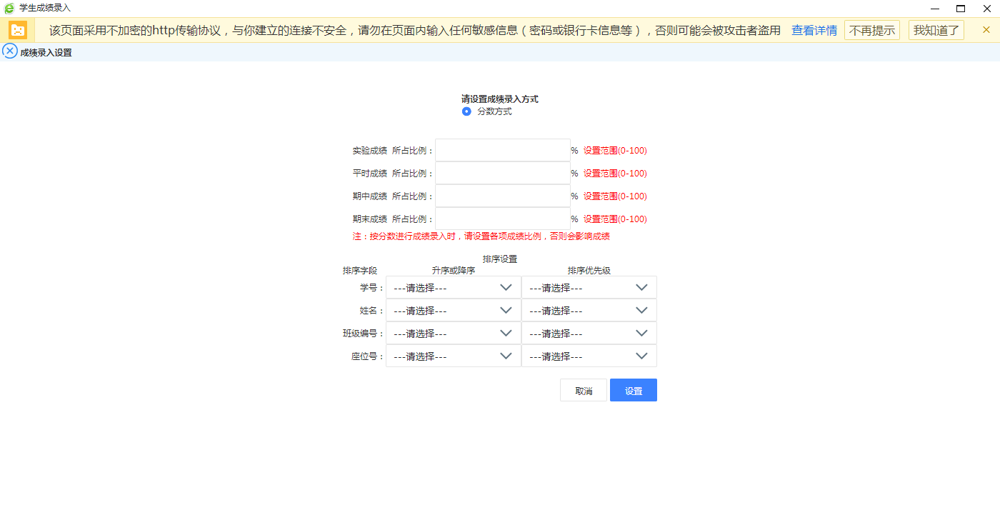 学生成绩录入
该页面采用不加密的http传输协议，与你建立的连接不安全，请勿在页面内输入任何敏感信息（密码或银行卡信息等），否则可能会被攻击者盗用 查看详情 不再提示 我知道了
成绩录入设置
请设置成绩录入方式
分数方式
实验成绩 所占比例： % 设置范围(0-100)
平时成绩 所占比例： % 设置范围(0-100)
期中成绩 所占比例： % 设置范围(0-100)
期末成绩 所占比例： % 设置范围(0-100)
注：按分数进行成绩录入时，请设置各项成绩比例，否则会影响成绩
排序设置
排序字段 升序或降序 排序优先级
学号： ---请选择--- ---请选择---
姓名： ---请选择--- ---请选择---
班级编号： ---请选择--- ---请选择---
座位号： ---请选择--- ---请选择---
取消 设置